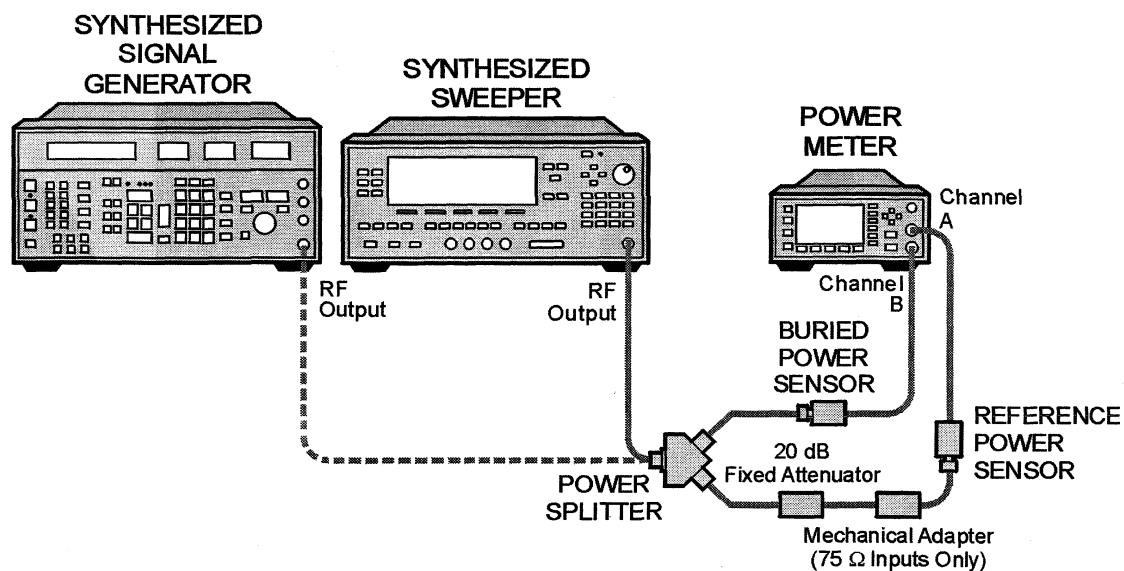 SYNTHESIZED
SIGNAL
GENERATOR
SYNTHESIZED
SWEEPER
POWER
METER
Channel
A
RF
Output
RF
Output
Channel
B
BURIED
POWER
SENSOR
REFERENCE
POWER
SENSOR
20 dB
Fixed Attenuator
POWER
SPLITTER
Mechanical Adapter
(75 Ω Inputs Only)